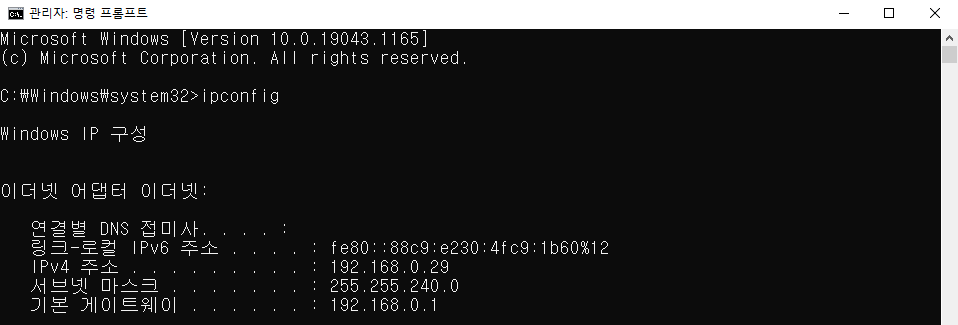 관리자: 명령 프롬프트
Microsoft Windows [Version 10.0.19043.1165]
(c) Microsoft Corporation. All rights reserved.
C:₩Windows₩system32>ipconfig
Windows IP 구성
이더넷 어댑터 이더넷:
연결별 DNS 접미사. . . . :
링크-로컬 IPv6 주소 . . . . : fe80::88c9:e230:4fc9:1b60%12
IPv4 주소 . . . . . . . . . : 192.168.0.29
서브넷 마스크 . . . . . . . : 255.255.240.0
기본 게이트웨이 . . . . . . : 192.168.0.1